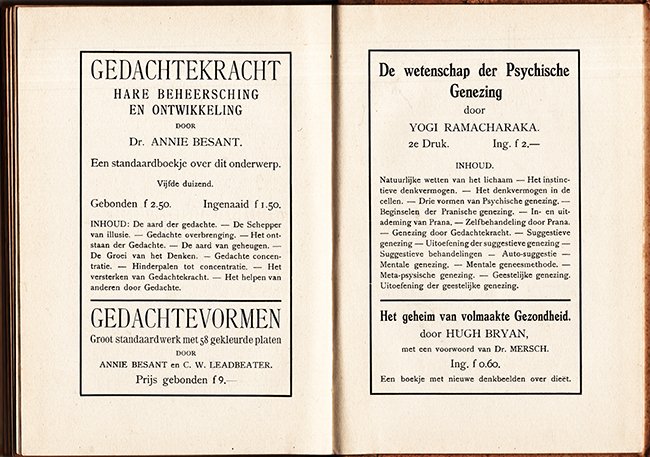 GEDACHTEKRACHT
HARE BEHEERSCHING
EN ONTWIKKELING
DOOR
Dr. ANNIE BESANT.
Een standaardboekje over dit onderwerp.
Vijfde duizend.
Gebonden f 2.50. Ingenaaid f 1.50.
INHOUD: De aard der gedachte. — De Schepper
van illusie. — Gedachte overbrenging. — Het ont-
staan der Gedachte. — De aard van geheugen. —
De Groei van het Denken. — Gedachte concen-
tratie. — Hinderpalen tot concentratie. — Het
versterken van Gedachtekracht. — Het helpen van
anderen door Gedachte.
GEDACHTEVORMEN
Groot standaardwerk met 58 gekleurde platen
DOOR
ANNIE BESANT en C. W. LEADBEATER.
Prijs gebonden f 9.—
De wetenschap der Psychische
Genezing
door
YOGI RAMACHARAKA.
2e Druk. Ing. f 2.—
INHOUD.
Natuurlijke wetten van het lichaam — Het instinc-
tieve denkvermogen. — Het denkvermogen in de
cellen. — Drie vormen van Psychische genezing. —
Beginselen der Pranische genezing. — In- en uit-
ademing van Prana. — Zelfbehandeling door Prana.
— Genezing door Gedachtekracht. — Suggestieve
genezing — Uitoefening der suggestieve genezing —
Suggestieve behandelingen — Auto-suggestie —
Mentale genezing. — Mentale geneesmethode. —
Meta-psysische genezing. — Geestelijke genezing.
Uitoefening der geestelijke genezing.
Het geheim van volmaakte Gezondheid.
door HUGH BRYAN,
met een voorwoord van Dr. MERSCH.
Ing. f 0.60.
Een boekje met nieuwe denkbeelden over dieët.